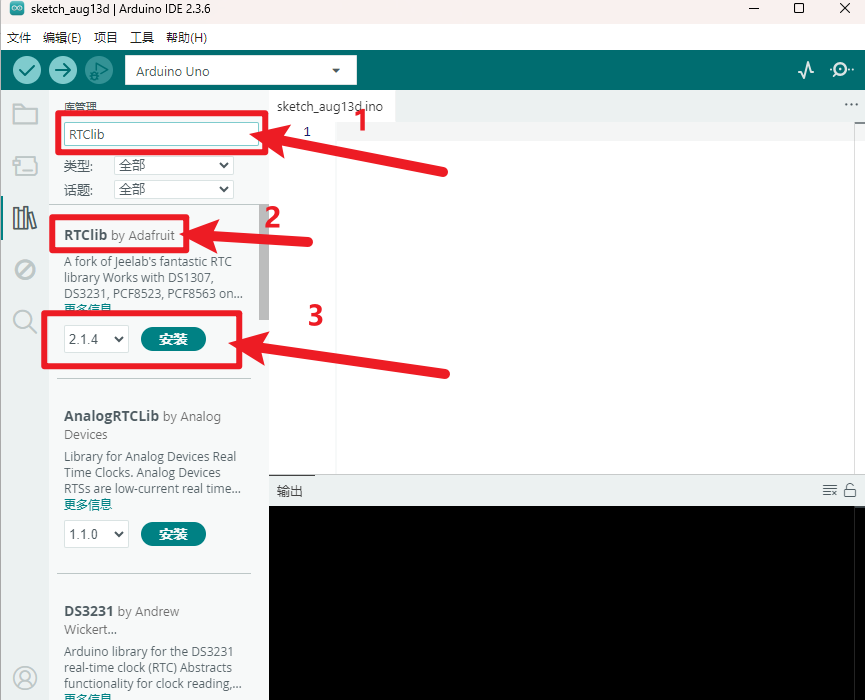 sketch_aug13d | Arduino IDE 2.3.6
文件 编辑(E) 项目 工具 帮助(H)
Arduino Uno
库管理
sketch_aug13d.ino
1
RTClib
1
类型: 全部
话题: 全部
2
RTClib by Adafruit
A fork of Jeelab's fantastic RTC
library Works with DS1307,
DS3231, PCF8523, PCF8563 on...
更多信息
3
2.1.4 安装
AnalogRTCLib by Analog
Devices
Library for Analog Devices Real
Time Clocks. Analog Devices
RTSs are low-current real time...
更多信息
1.1.0 安装
输出
DS3231 by Andrew
Wickert...
Arduino library for the DS3231
real-time clock (RTC) Abstracts
functionality for clock reading,...
更多信息